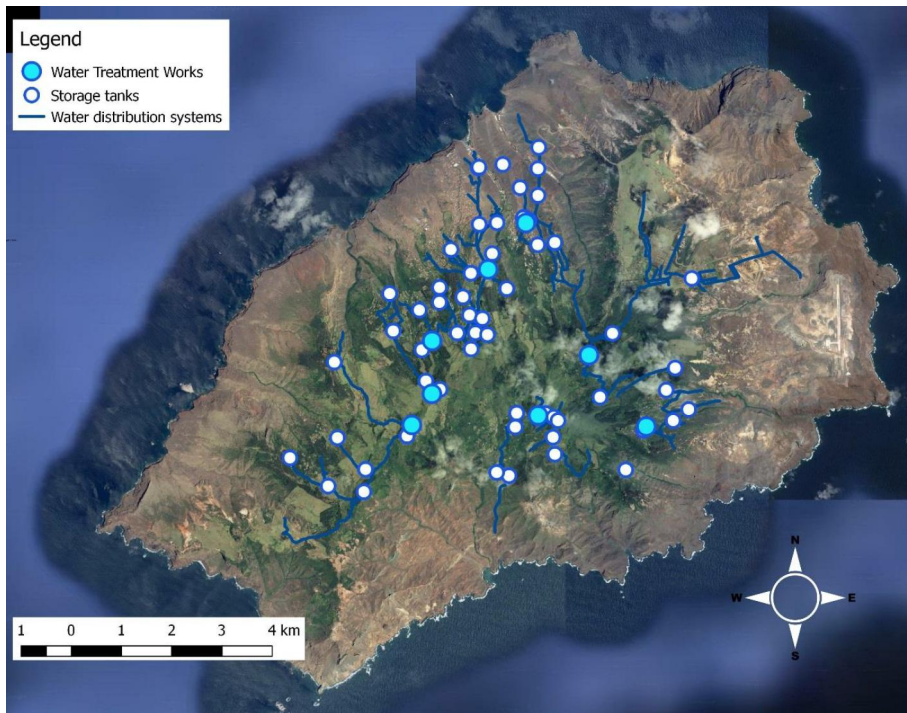 Legend
Water Treatment Works
Storage tanks
Water distribution systems
N
W E
S
1 0 1 2 3 4 km